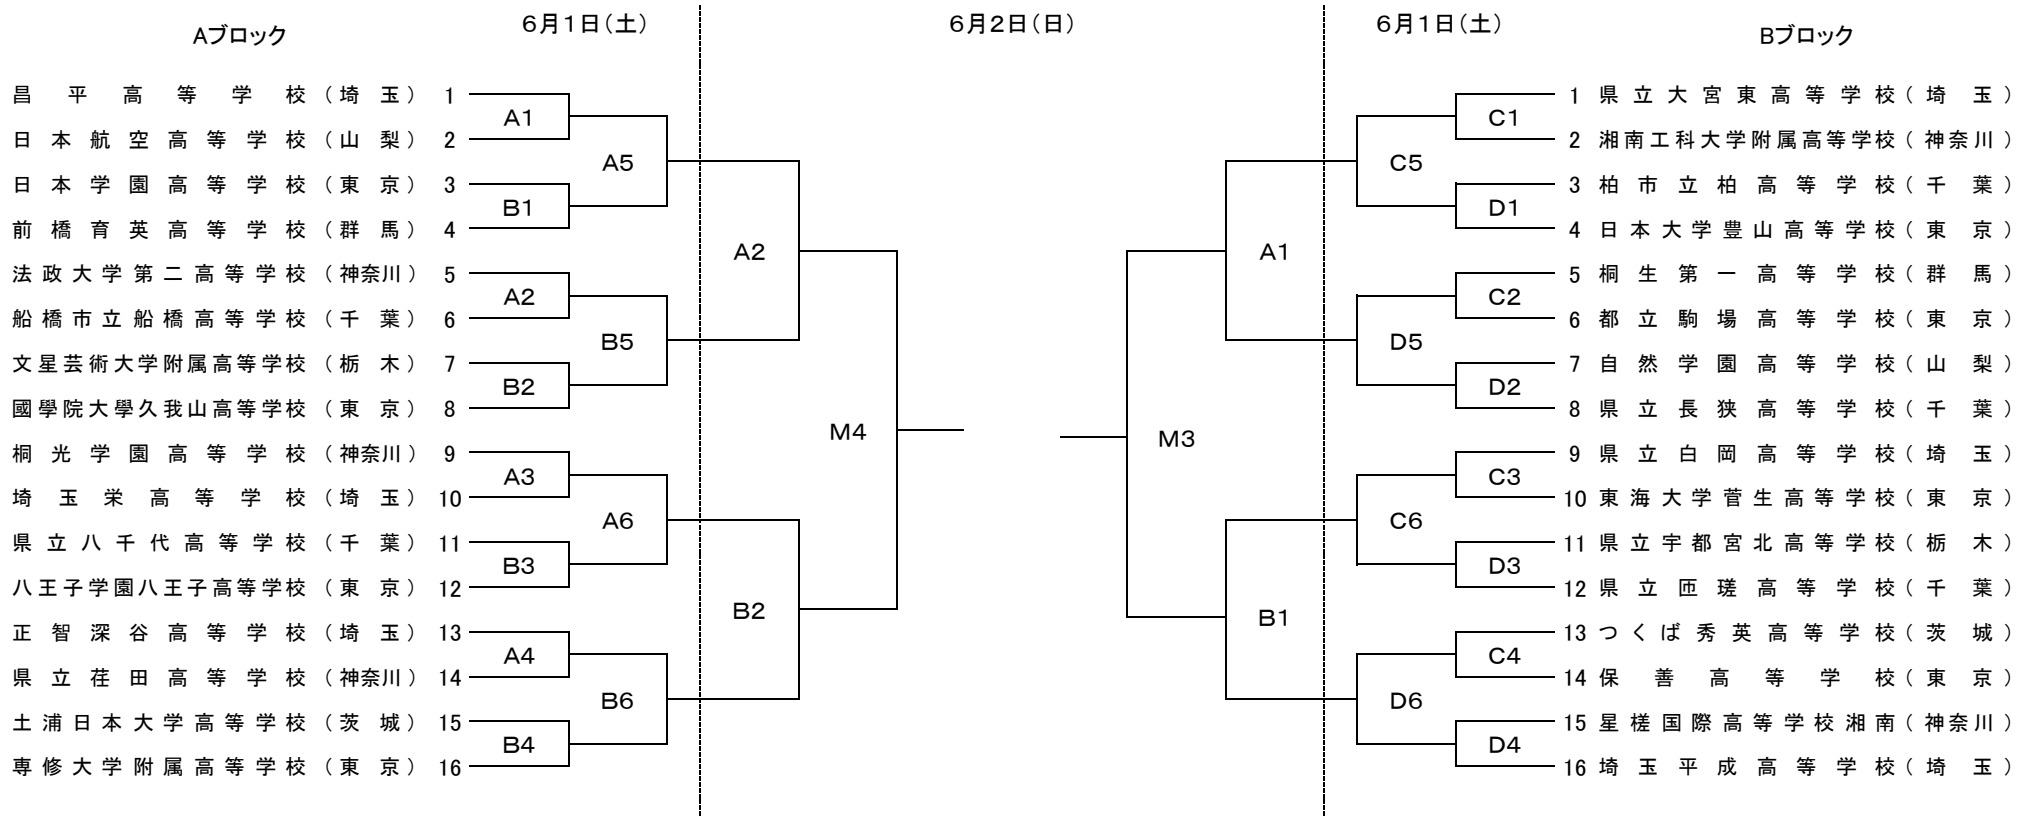 Aブロック
6月1日(土)
6月2日(日)
6月1日(土)
Bブロック
昌平高等学校(埼玉) 1
日本航空高等学校(山梨) 2
日本学園高等学校(東京) 3
前橋育英高等学校(群馬) 4
法政大学第二高等学校(神奈川) 5
船橋市立船橋高等学校(千葉) 6
文星芸術大学附属高等学校(栃木) 7
國學院大學久我山高等学校(東京) 8
桐光学園高等学校(神奈川) 9
埼玉栄高等学校(埼玉) 10
県立八千代高等学校(千葉) 11
八王子学園八王子高等学校(東京) 12
正智深谷高等学校(埼玉) 13
県立荏田高等学校(神奈川) 14
土浦日本大学高等学校(茨城) 15
専修大学附属高等学校(東京) 16
A1
B1
A2
B2
A3
B3
A4
B4
A5
B5
A6
B6
A2
B2
M4
M3
A1
B1
C5
D5
C6
D6
C1
D1
C2
D2
C3
D3
C4
D4
1 県立大宮東高等学校(埼玉)
2 湘南工科大学附属高等学校(神奈川)
3 柏市立柏高等学校(千葉)
4 日本大学豊山高等学校(東京)
5 桐生第一高等学校(群馬)
6 都立駒場高等学校(東京)
7 自然学園高等学校(山梨)
8 県立長狭高等学校(千葉)
9 県立白岡高等学校(埼玉)
10 東海大学菅生高等学校(東京)
11 県立宇都宮北高等学校(栃木)
12 県立匝瑳高等学校(千葉)
13 つくば秀英高等学校(茨城)
14 保善高等学校(東京)
15 星槎国際高等学校湘南(神奈川)
16 埼玉平成高等学校(埼玉)